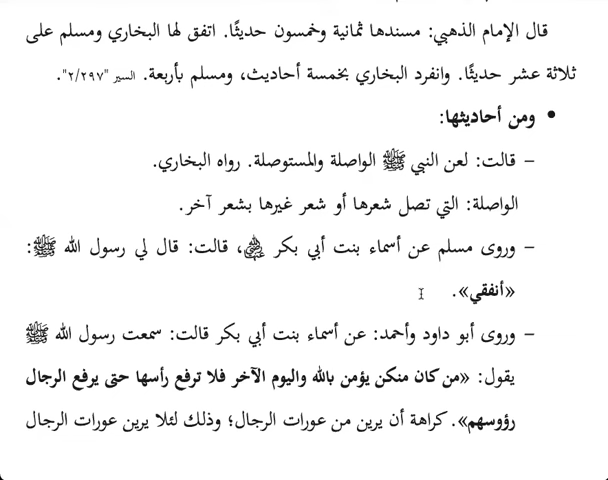 قال الإمام الذهبي: مسندها ثمانية وخمسون حديثًا. اتفق لها البخاري ومسلم على
ثلاثة عشر حديثًا. وانفرد البخاري بخمسة أحاديث، ومسلم بأربعة. السير "٢/٢٩٧".
• ومن أحاديثها:
– قالت: لعن النبي ﷺ الواصلة والمستوصلة. رواه البخاري.
الواصلة: التي تصل شعرها أو شعر غيرها بشعر آخر.
– وروى مسلم عن أسماء بنت أبي بكر، قالت: قال لي رسول الله ﷺ:
«أنفقي».
– وروى أبو داود وأحمد: عن أسماء بنت أبي بكر قالت: سمعت رسول الله ﷺ
يقول: «من كان منكن يؤمن بالله واليوم الآخر فلا ترفع رأسها حتى يرفع الرجال
رؤوسهم». كراهة أن يرين من عورات الرجال؛ وذلك لئلا يرين عورات الرجال